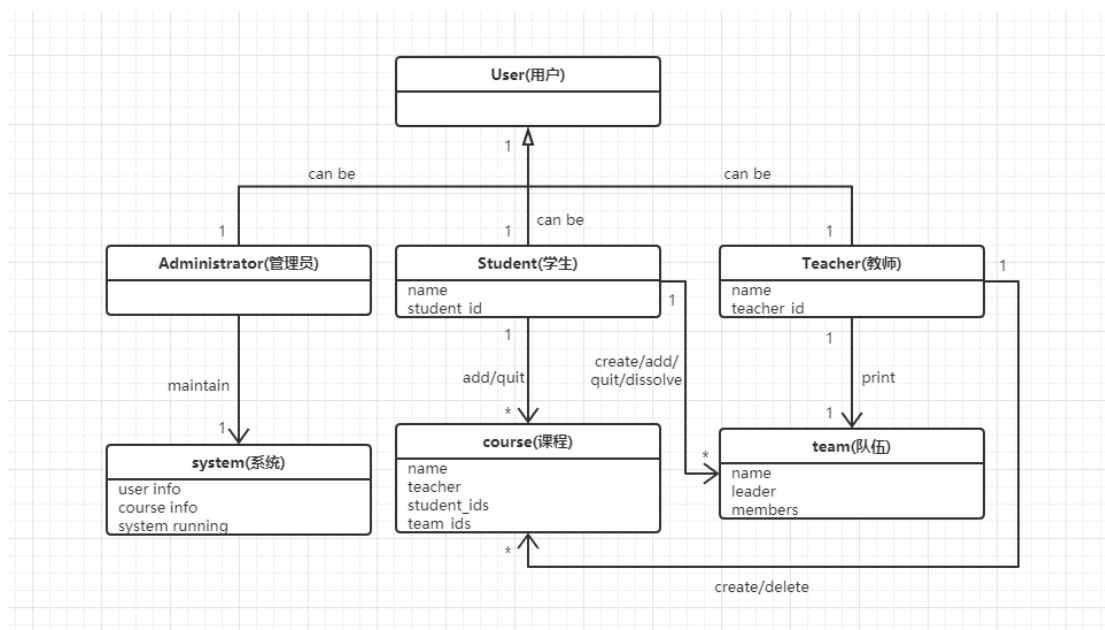 User(用户)
1
can be
can be
can be
1
1
1
Administrator(管理员)
Student(学生)
name
student_id
Teacher(教师)
name
teacher_id
1
1
1
1
create/add/
quit/dissolve
add/quit
maintain
print
*
1
1
*
system(系统)
user info
course info
system running
course(课程)
name
teacher
student_ids
team_ids
team(队伍)
name
leader
members
*
create/delete